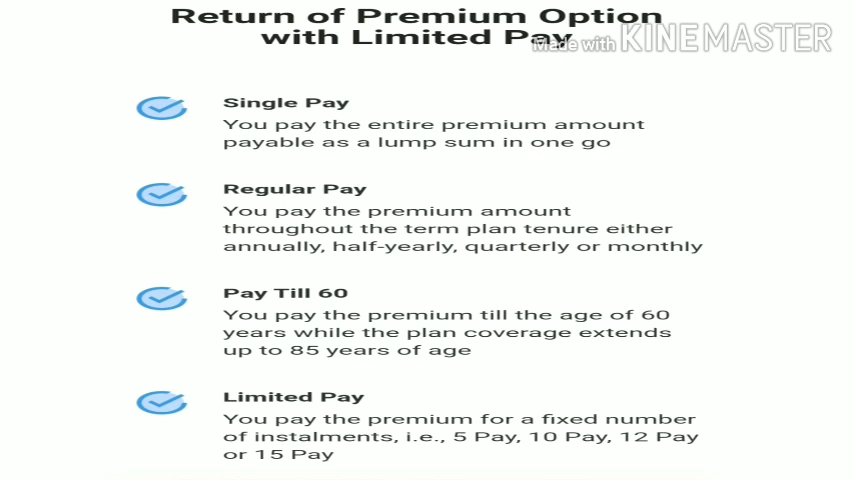 Return of Premium Option
with Limited Pay
Made with KINEMASTER
Single Pay
You pay the entire premium amount
payable as a lump sum in one go
Regular Pay
You pay the premium amount
throughout the term plan tenure either
annually, half-yearly, quarterly or monthly
Pay Till 60
You pay the premium till the age of 60
years while the plan coverage extends
up to 85 years of age
Limited Pay
You pay the premium for a fixed number
of instalments, i.e., 5 Pay, 10 Pay, 12 Pay
or 15 Pay